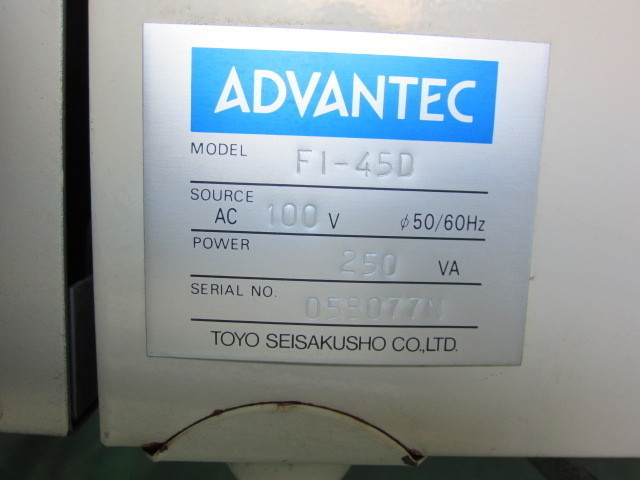 ADVANTEC
MODEL FI-45D
SOURCE
AC 100 V ϕ50/60Hz
POWER 250 VA
SERIAL NO.
TOYO SEISAKUSHO CO.,LTD.